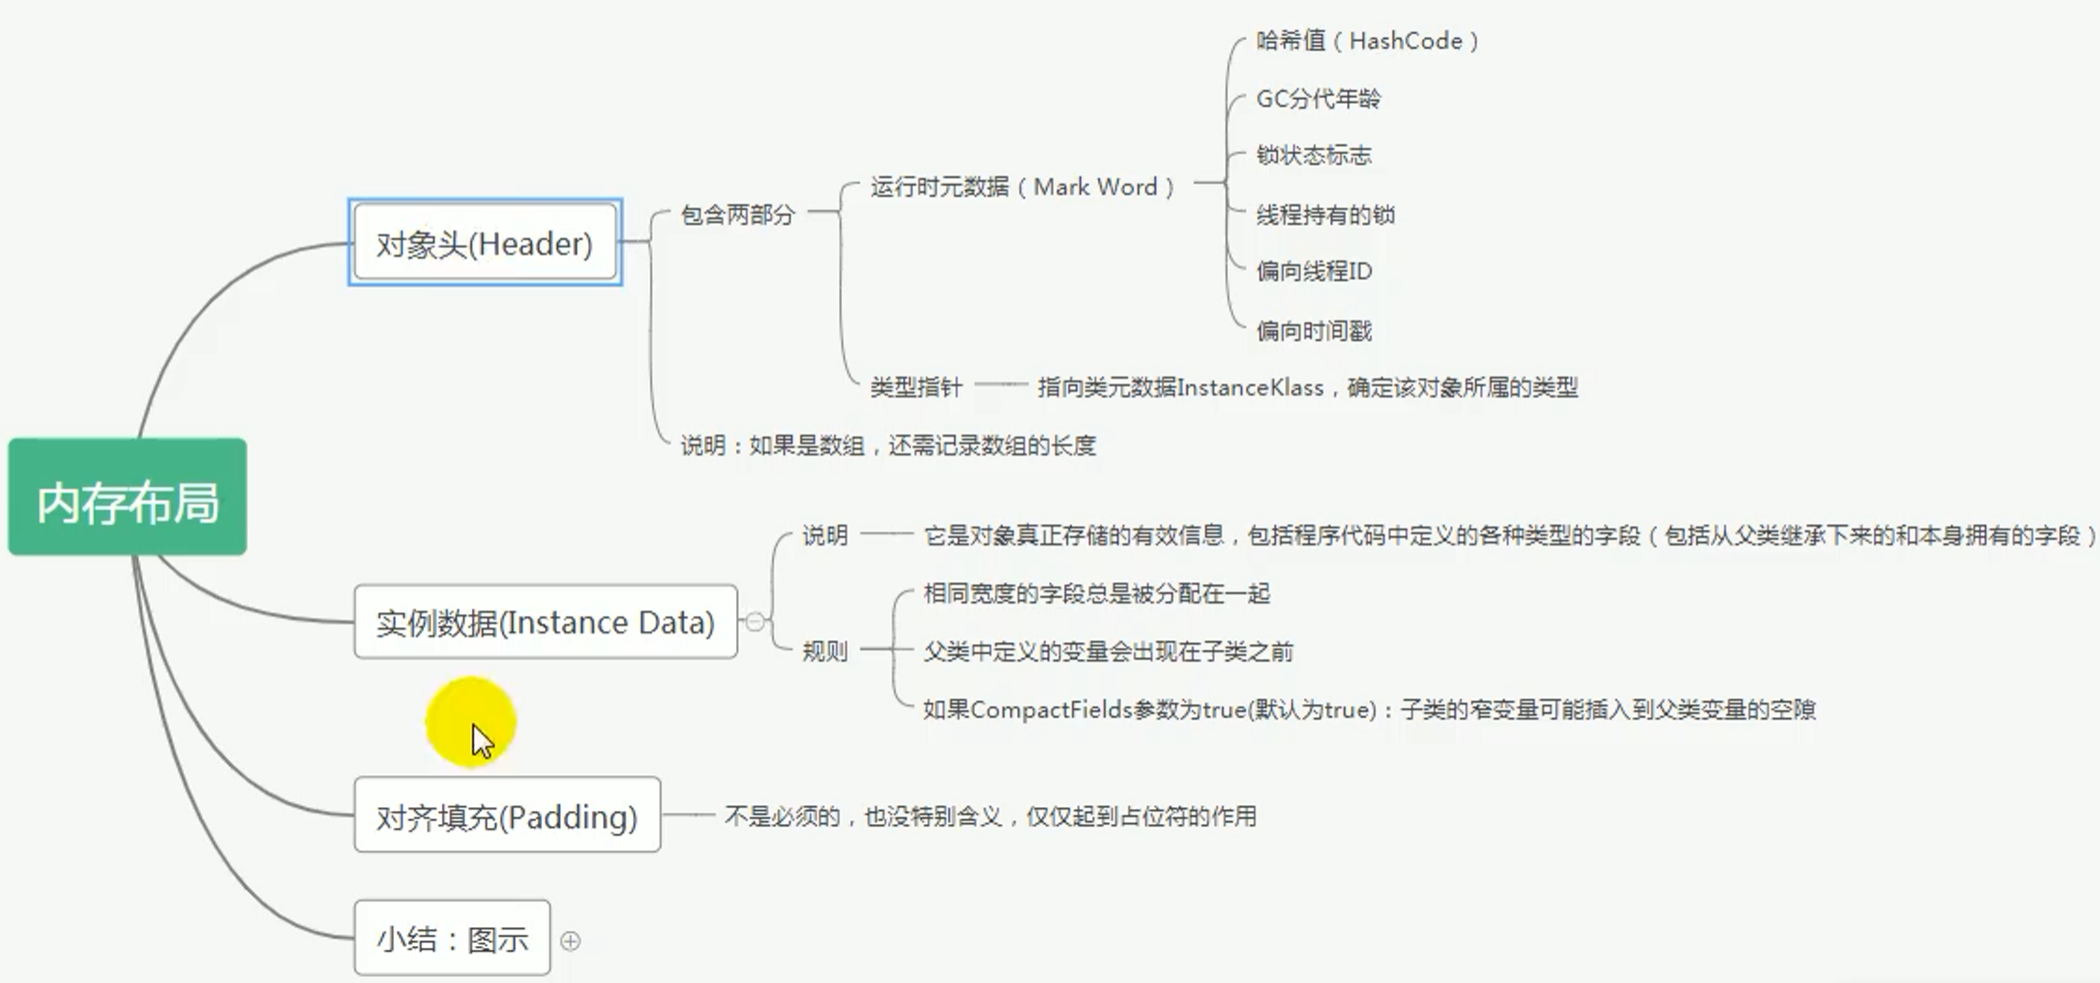 内存布局
对象头(Header)
包含两部分
运行时元数据（Mark Word）
哈希值（HashCode）
GC分代年龄
锁状态标志
线程持有的锁
偏向线程ID
偏向时间戳
类型指针
指向类元数据InstanceKlass，确定该对象所属的类型
说明：如果是数组，还需记录数组的长度
实例数据(Instance Data)
说明
它是对象真正存储的有效信息，包括程序代码中定义的各种类型的字段（包括从父类继承下来的和本身拥有的字段）
规则
相同宽度的字段总是被分配在一起
父类中定义的变量会出现在子类之前
如果CompactFields参数为true(默认为true)：子类的窄变量可能插入到父类变量的空隙
对齐填充(Padding)
不是必须的，也没特别含义，仅仅起到占位符的作用
小结：图示